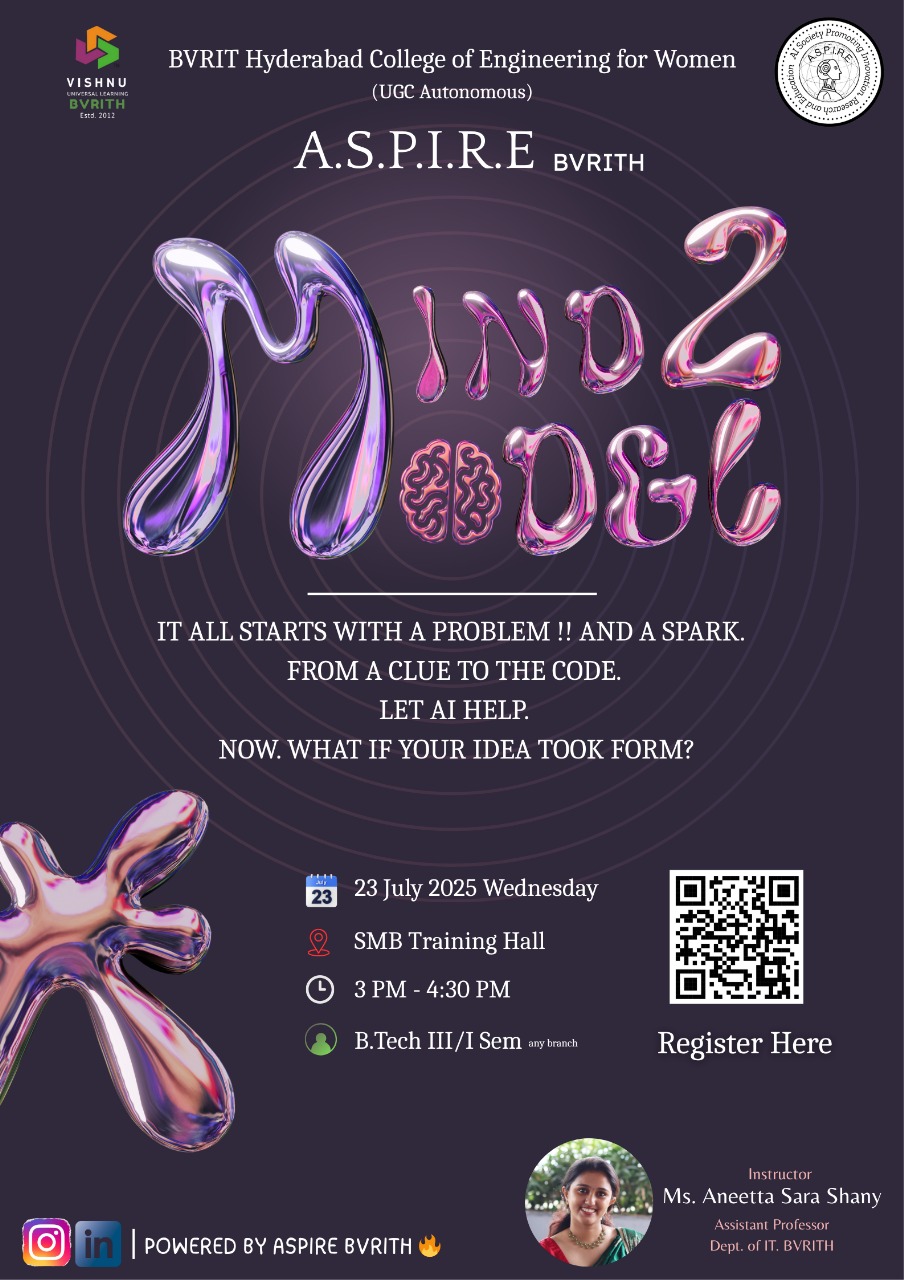 VISHNU
UNIVERSAL LEARNING
BVRITH
Estd. 2012
BVRIT Hyderabad College of Engineering for Women
(UGC Autonomous)
AI Society Promoting Innovation, Research and Education
A.S.P.I.R.E
A.S.P.I.R.E BVRITH
MIND 2
MODEL
IT ALL STARTS WITH A PROBLEM !! AND A SPARK.
FROM A CLUE TO THE CODE.
LET AI HELP.
NOW. WHAT IF YOUR IDEA TOOK FORM?
July
23
23 July 2025 Wednesday
SMB Training Hall
3 PM - 4:30 PM
B.Tech III/I Sem any branch
Register Here
Instructor
Ms. Aneetta Sara Shany
Assistant Professor
Dept. of IT. BVRITH
in
POWERED BY ASPIRE BVRITH 🔥